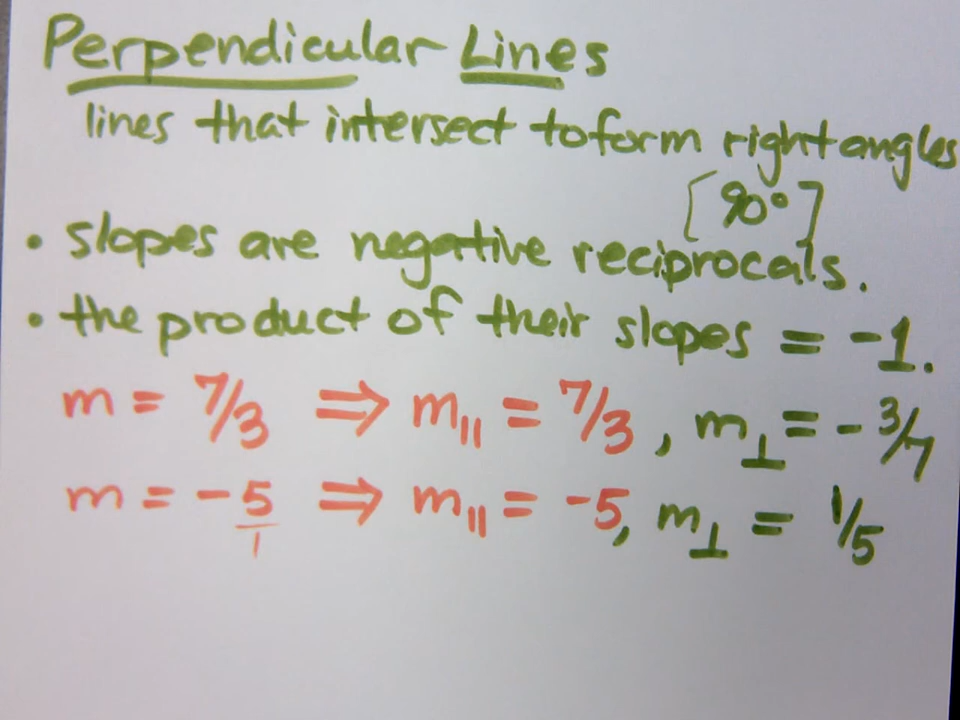 Perpendicular Lines
lines that intersect to form right angles
[90°]
• slopes are negative reciprocals.
• the product of their slopes = -1.
m = 7/3 ⇒ m|| = 7/3, m⊥ = - 3/7
m = -5/1 ⇒ m|| = -5, m⊥ = 1/5